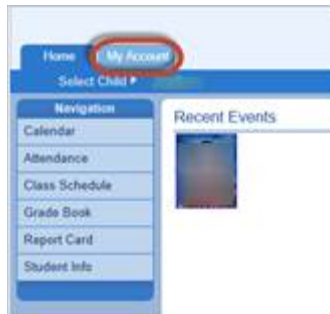 Home My Account
Select Child
Navigation
Recent Events
Calendar
Attendance
Class Schedule
Grade Book
Report Card
Student Info